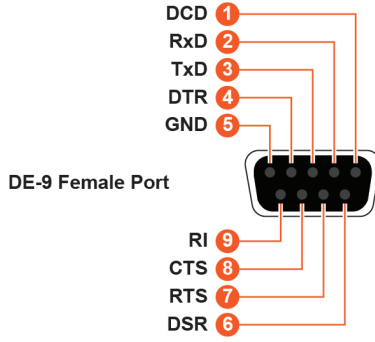 DCD 1
RxD 2
TxD 3
DTR 4
GND 5
DE-9 Female Port
RI 9
CTS 8
RTS 7
DSR 6